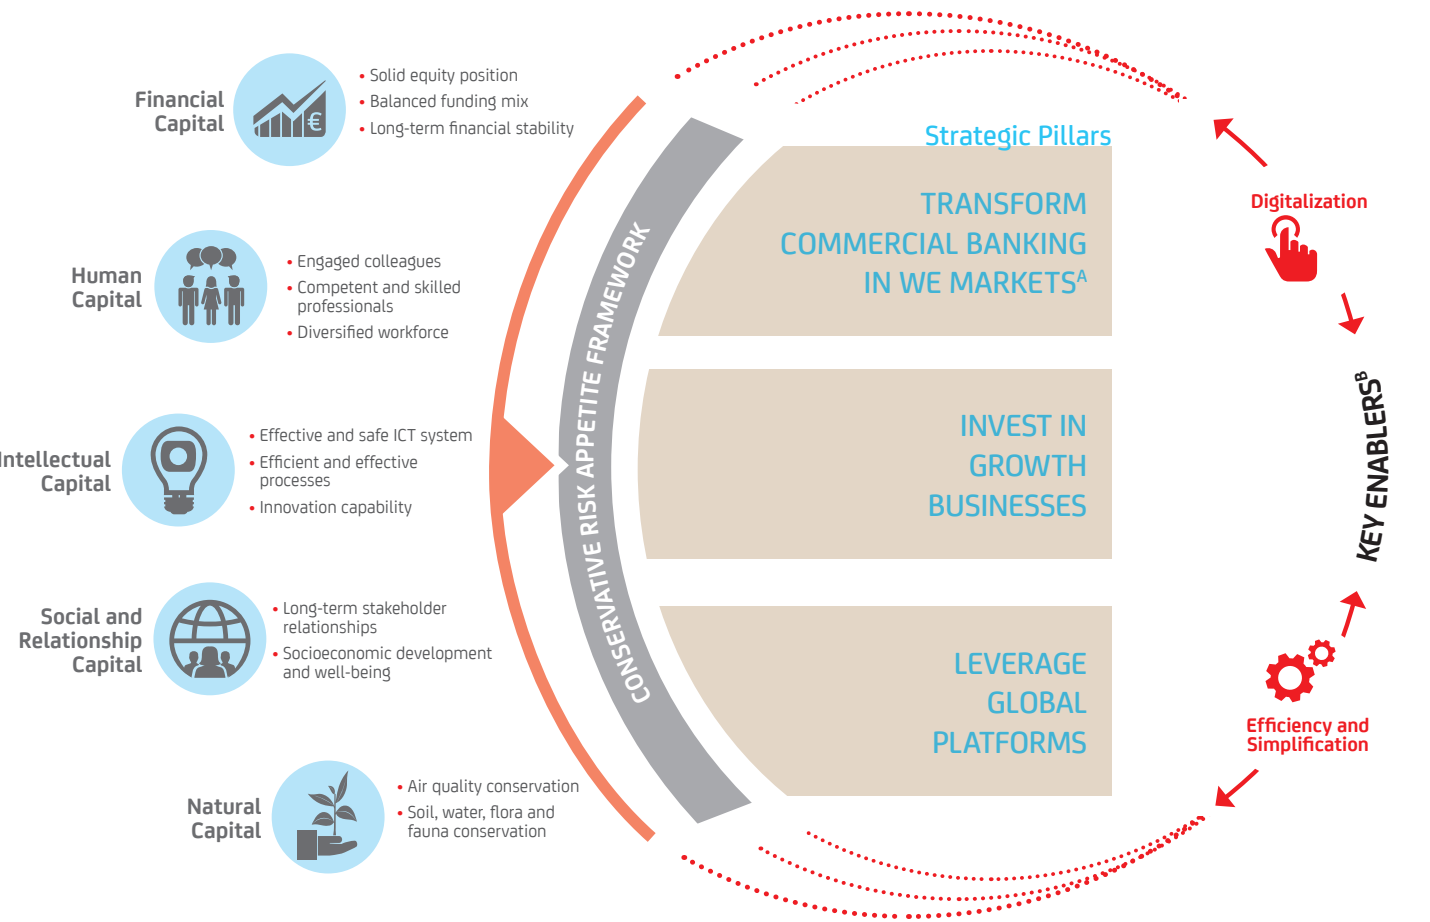 Financial
Capital
• Solid equity position
• Balanced funding mix
• Long-term financial stability
Human
Capital
• Engaged colleagues
• Competent and skilled
professionals
• Diversified workforce
Intellectual
Capital
• Effective and safe ICT system
• Efficient and effective
processes
• Innovation capability
Social and
Relationship
Capital
• Long-term stakeholder
relationships
• Socioeconomic development
and well-being
Natural
Capital
• Air quality conservation
• Soil, water, flora and
fauna conservation
CONSERVATIVE RISK APPETITE FRAMEWORK
Strategic Pillars
TRANSFORM
COMMERCIAL BANKING
IN WE MARKETSᴬ
INVEST IN
GROWTH
BUSINESSES
LEVERAGE
GLOBAL
PLATFORMS
Digitalization
KEY ENABLERSᴮ
Efficiency and
Simplification
€